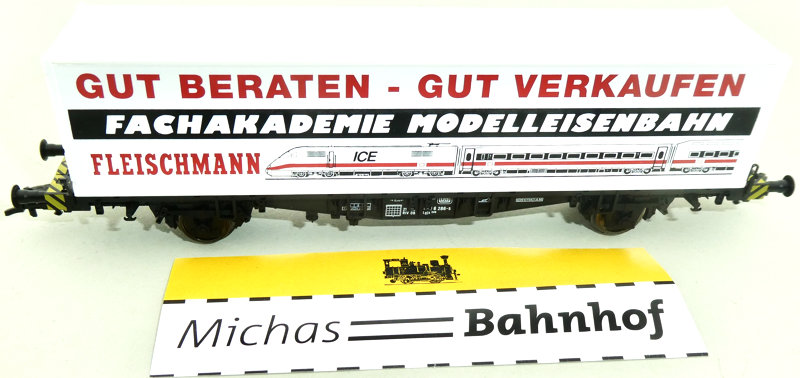 GUT BERATEN - GUT VERKAUFEN
FACHAKADEMIE MODELLEISENBAHN
FLEISCHMANN
ICE
Michas Bahnhof